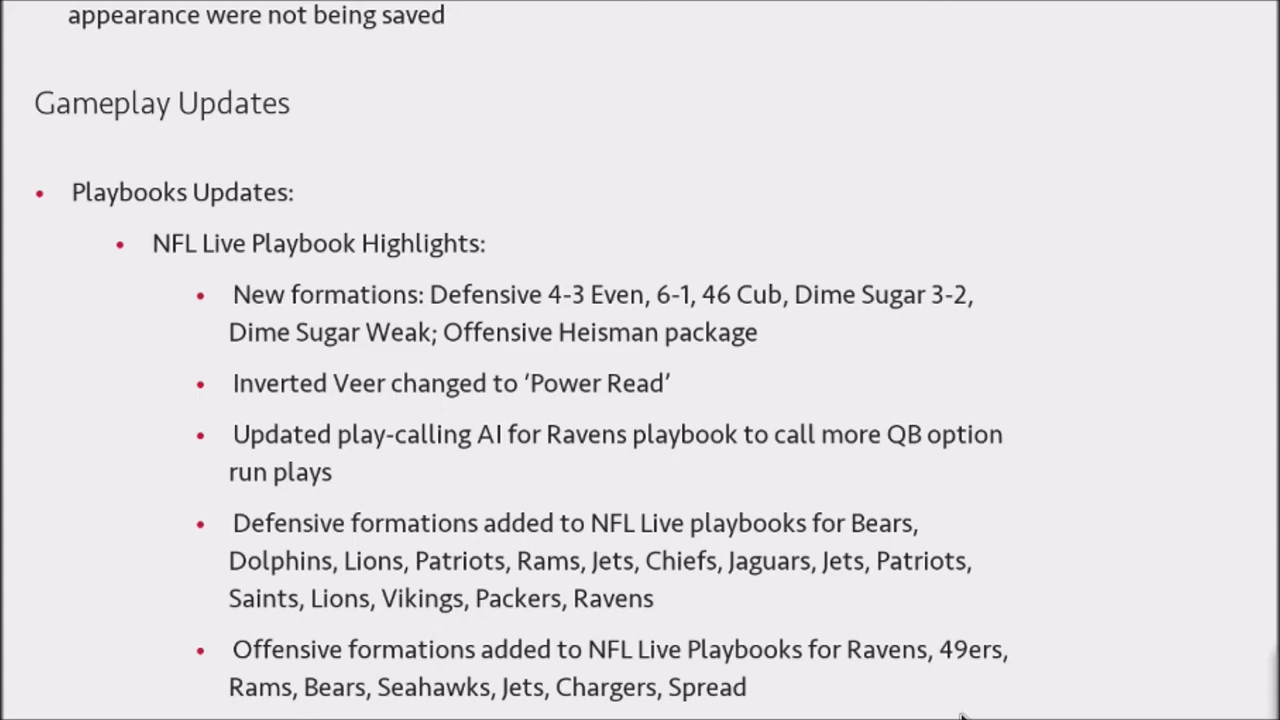 appearance were not being saved
Gameplay Updates
• Playbooks Updates:
• NFL Live Playbook Highlights:
• New formations: Defensive 4-3 Even, 6-1, 46 Cub, Dime Sugar 3-2,
Dime Sugar Weak; Offensive Heisman package
• Inverted Veer changed to ‘Power Read’
• Updated play-calling AI for Ravens playbook to call more QB option
run plays
• Defensive formations added to NFL Live playbooks for Bears,
Dolphins, Lions, Patriots, Rams, Jets, Chiefs, Jaguars, Jets, Patriots,
Saints, Lions, Vikings, Packers, Ravens
• Offensive formations added to NFL Live Playbooks for Ravens, 49ers,
Rams, Bears, Seahawks, Jets, Chargers, Spread